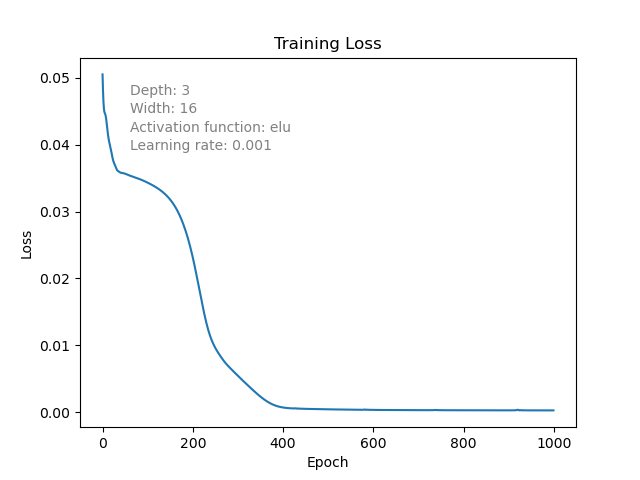 Training Loss
Depth: 3
Width: 16
Activation function: elu
Learning rate: 0.001
Loss
0.05
0.04
0.03
0.02
0.01
0.00
0 200 400 600 800 1000
Epoch